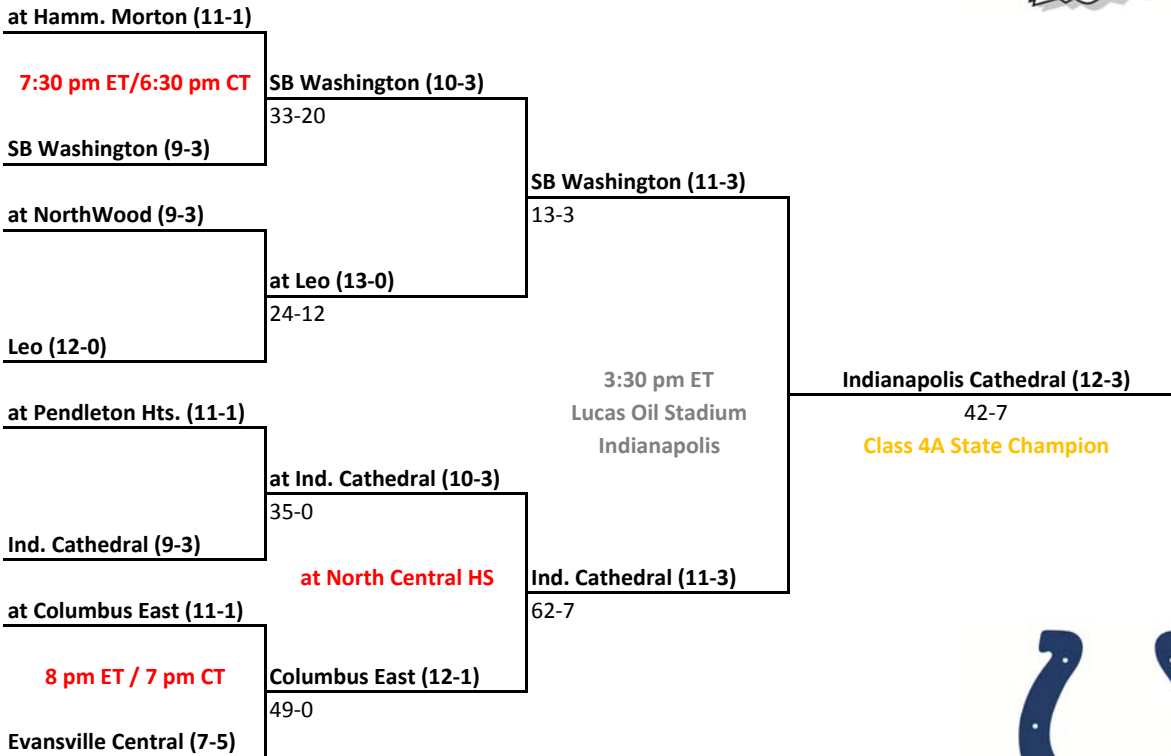 at Hamm. Morton (11-1)
7:30 pm ET/6:30 pm CT
SB Washington (10-3)
33-20
SB Washington (9-3)
SB Washington (11-3)
at NorthWood (9-3)
13-3
at Leo (13-0)
24-12
Leo (12-0)
3:30 pm ET
Indianapolis Cathedral (12-3)
at Pendleton Hts. (11-1)
Lucas Oil Stadium
42-7
Indianapolis
Class 4A State Champion
at Ind. Cathedral (10-3)
35-0
Ind. Cathedral (9-3)
at North Central HS
Ind. Cathedral (11-3)
at Columbus East (11-1)
62-7
8 pm ET / 7 pm CT
Columbus East (12-1)
49-0
Evansville Central (7-5)